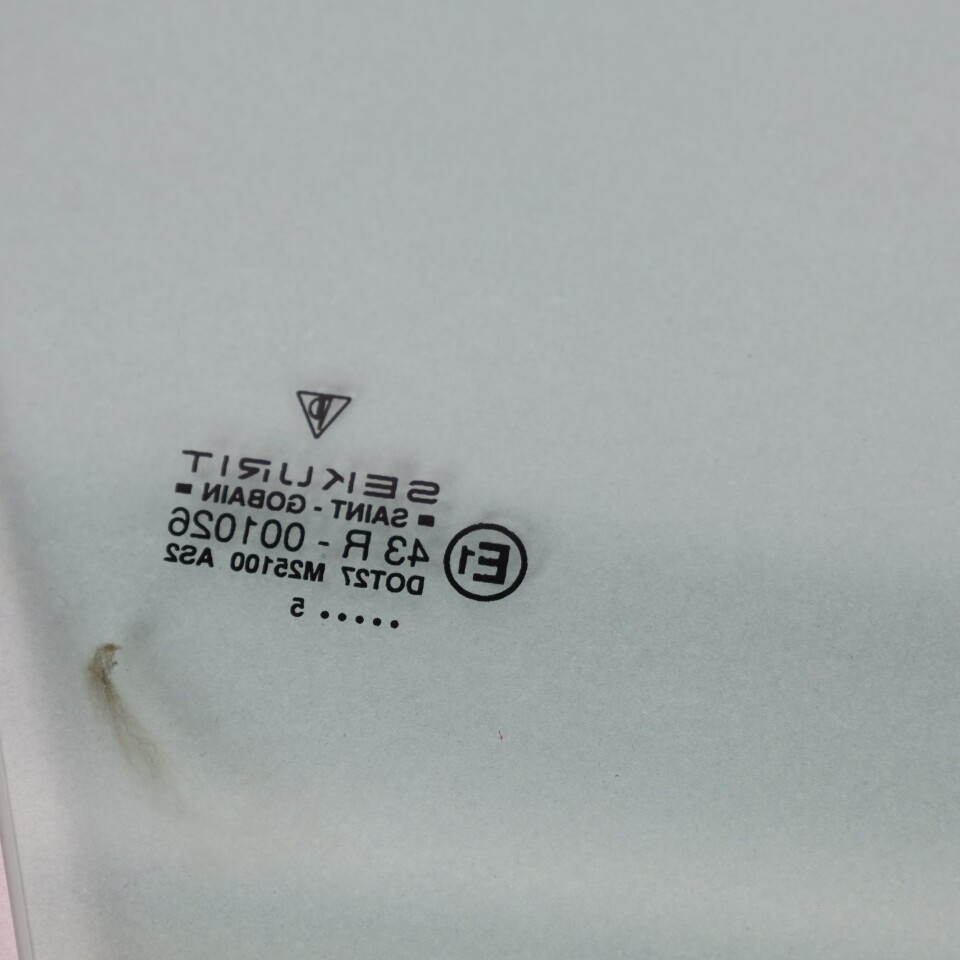 SEKURIT
▪ SAINT - GOBAIN ▪
E1 43 R - 001026
DOT27 M25100 AS2
..... 5